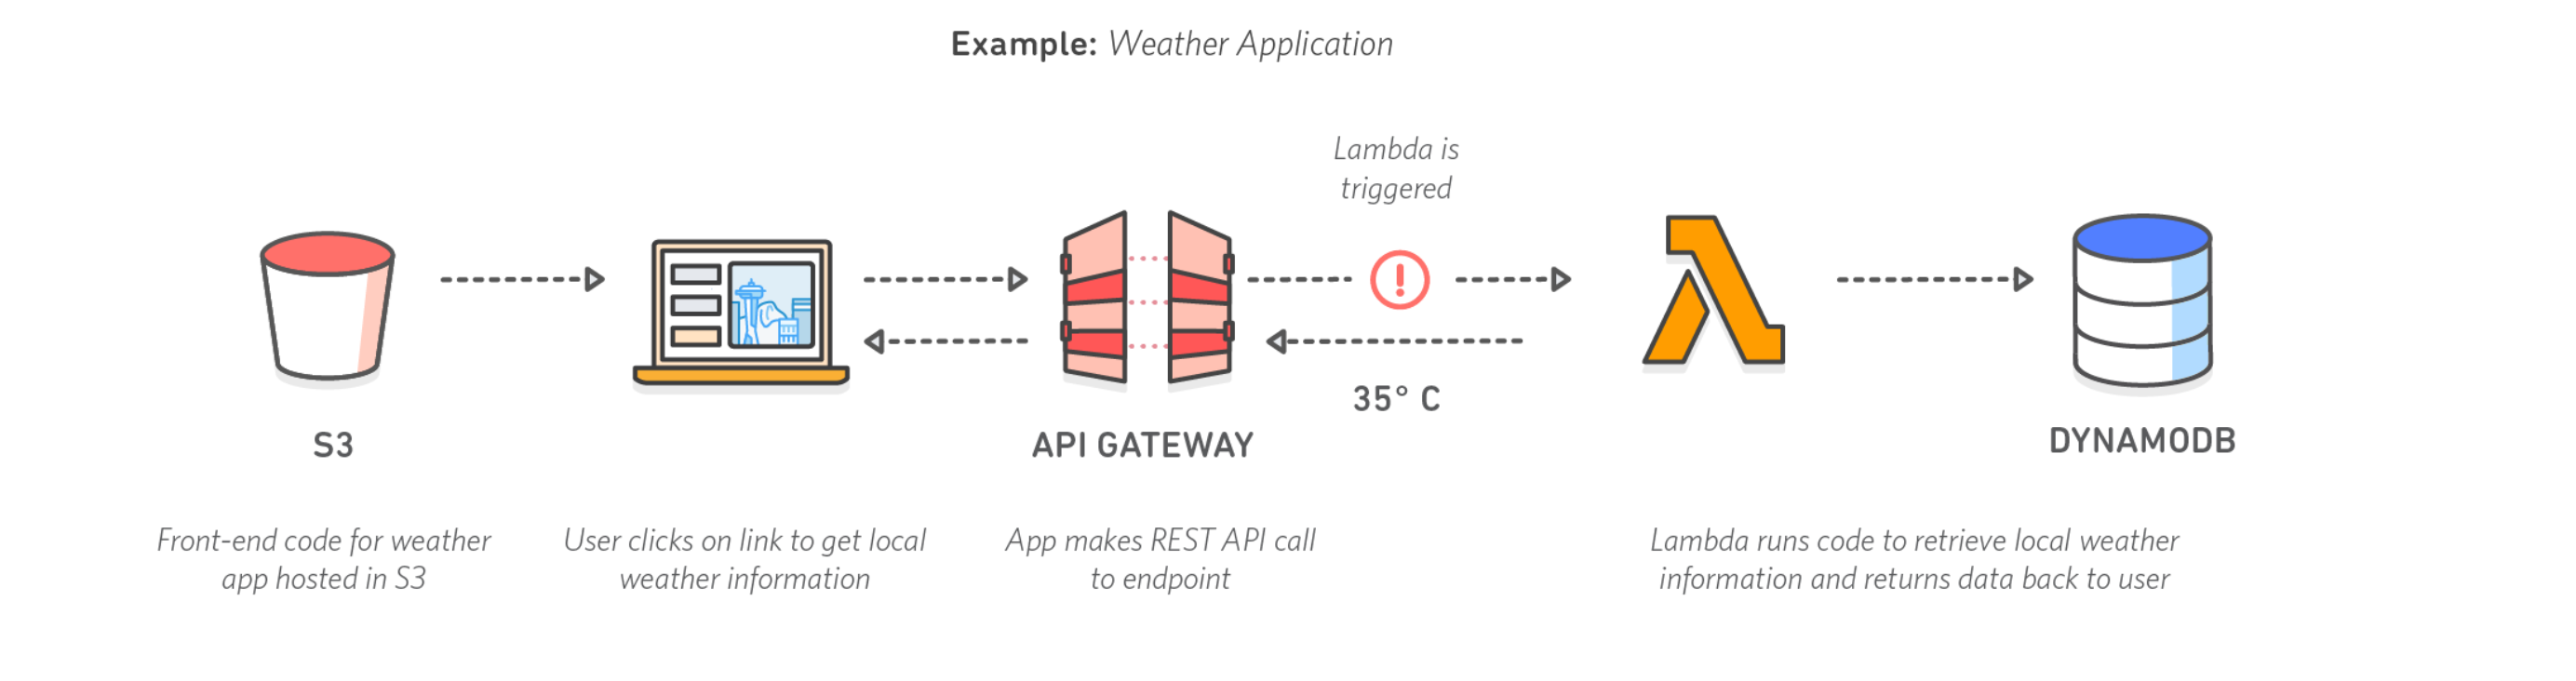 Example: Weather Application
Lambda is
triggered
35° C
S3
API GATEWAY
DYNAMODB
Front-end code for weather
app hosted in S3
User clicks on link to get local
weather information
App makes REST API call
to endpoint
Lambda runs code to retrieve local weather
information and returns data back to user